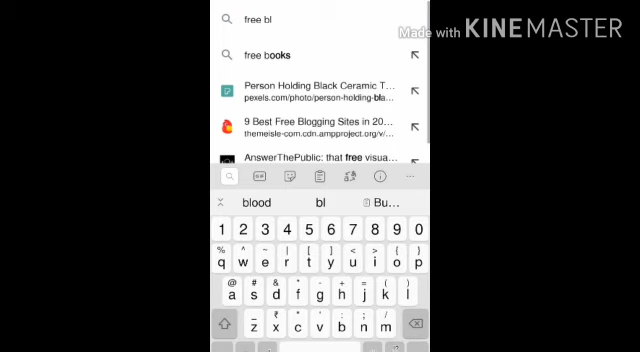 free bl
Made with KINEMASTER
free books
Person Holding Black Ceramic T...
pexels.com/photo/person-holding-bla...
9 Best Free Blogging Sites in 20...
themeisle-com.cdn.ampproject.org/v/...
AnswerThePublic: that free visua...
GIF
blood bl Bu...
1 2 3 4 5 6 7 8 9 0
% ^ ~ | [ ] < > { }
q w e r t y u i o p
@ # & * - + = ( )
a s d f g h j k l
_ ₹ " ' : ; /
z x c v b n m